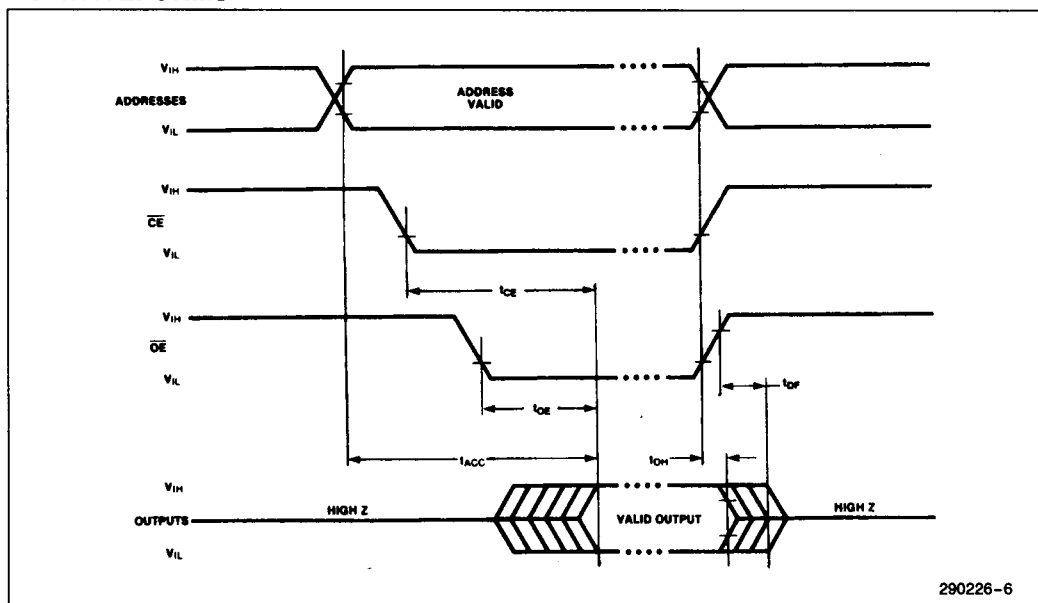 VIH
ADDRESSES
ADDRESS
VALID
VIL
VIH
CE
VIL
tCE
VIH
OE
VIL
tDF
tOE
tACC
tOH
VIH
OUTPUTS
HIGH Z
VALID OUTPUT
HIGH Z
VIL
290226-6